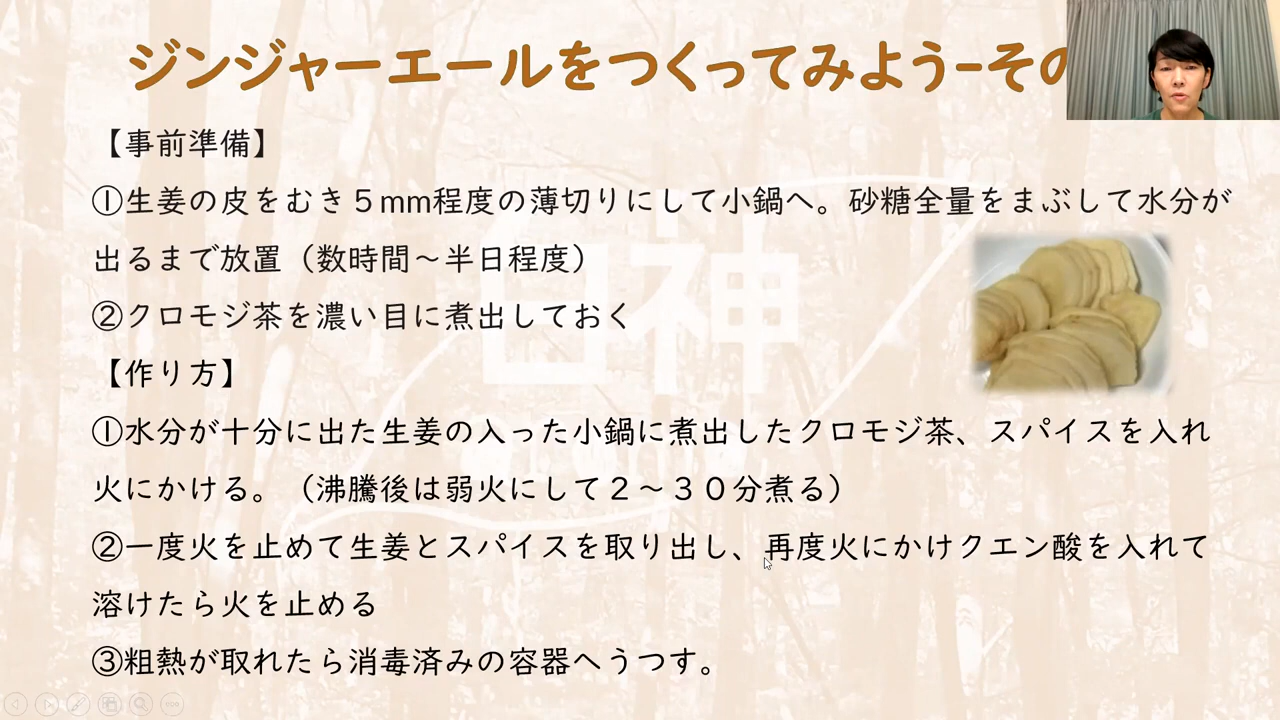 ジンジャーエールをつくってみよう-その
【事前準備】
①生姜の皮をむき５mm程度の薄切りにして小鍋へ。砂糖全量をまぶして水分が
出るまで放置（数時間～半日程度）
②クロモジ茶を濃い目に煮出しておく
【作り方】
①水分が十分に出た生姜の入った小鍋に煮出したクロモジ茶、スパイスを入れ
火にかける。（沸騰後は弱火にして２～３０分煮る）
②一度火を止めて生姜とスパイスを取り出し、再度火にかけクエン酸を入れて
溶けたら火を止める
③粗熱が取れたら消毒済みの容器へうつす。
白神